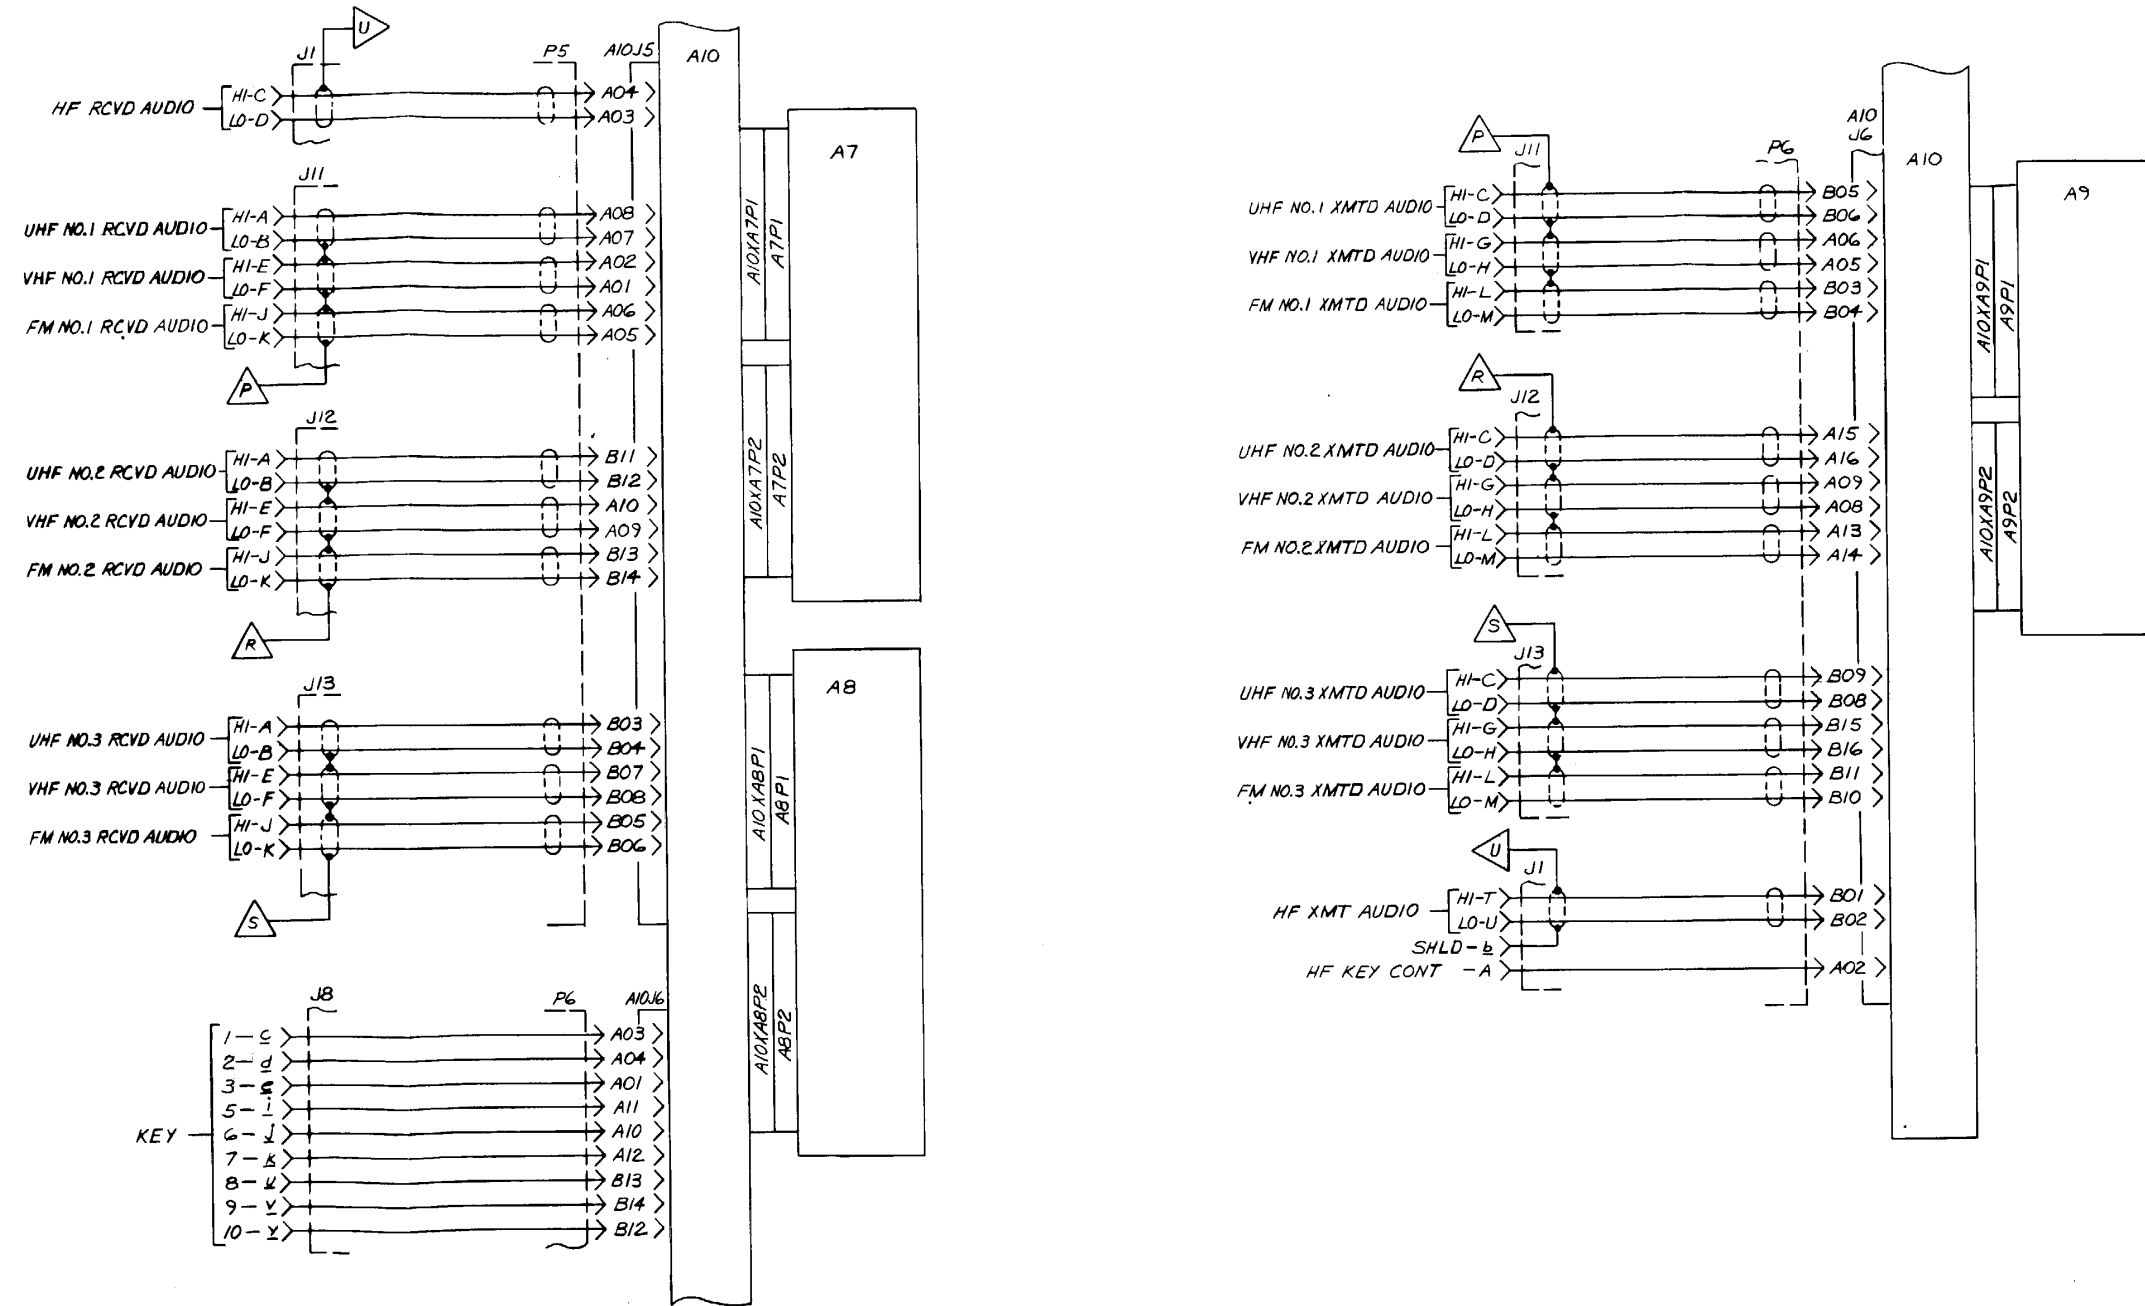 U
J1 P5 A10J5 A10
HF RCVD AUDIO HI-C A04
LO-D A03
A7
J11
UHF NO.1 RCVD AUDIO HI-A A08
LO-B A07
VHF NO.1 RCVD AUDIO HI-E A02
LO-F A01
FM NO.1 RCVD AUDIO HI-J A06
LO-K A05
A10XA7P1
A7P1
P
J12
UHF NO.2 RCVD AUDIO HI-A B11
LO-B B12
VHF NO.2 RCVD AUDIO HI-E A10
LO-F A09
FM NO.2 RCVD AUDIO HI-J B13
LO-K B14
A10XA7P2
A7P2
R
J13
A8
UHF NO.3 RCVD AUDIO HI-A B03
LO-B B04
VHF NO.3 RCVD AUDIO HI-E B07
LO-F B08
FM NO.3 RCVD AUDIO HI-J B05
LO-K B06
A10XA8P1
A8P1
S
J8 P6 A10J6
KEY
1-c A03
2-d A04
3- A01
5-i A11
6-j A10
7-k A12
8- B13
9-v B14
10- B12
A10XA8P2
A8P2
A10
J6
P
J11 P6 A10
A9
UHF NO.1 XMTD AUDIO HI-C B05
LO-D B06
VHF NO.1 XMTD AUDIO HI-G A06
LO-H A05
FM NO.1 XMTD AUDIO HI-L B03
LO-M B04
A10XA9P1
A9P1
R
J12
UHF NO.2 XMTD AUDIO HI-C A15
LO-D A16
VHF NO.2 XMTD AUDIO HI-G A09
LO-H A08
FM NO.2 XMTD AUDIO HI-L A13
LO-M A14
A10XA9P2
A9P2
S
J13
UHF NO.3 XMTD AUDIO HI-C B09
LO-D B08
VHF NO.3 XMTD AUDIO HI-G B15
LO-H B16
FM NO.3 XMTD AUDIO HI-L B11
LO-M B10
U
J1
HF XMT AUDIO HI-T B01
LO-U B02
SHLD-b
HF KEY CONT -A A02